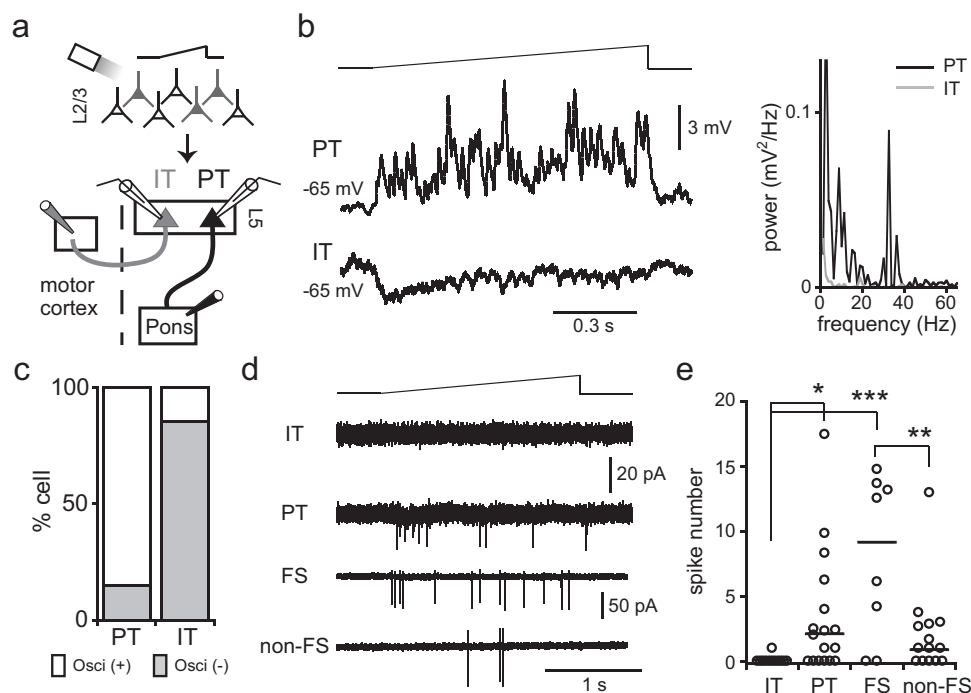 a
L2/3
IT PT
L5
motor
cortex
Pons
b
PT
-65 mV
3 mV
IT
-65 mV
0.3 s
PT
IT
power (mV²/Hz)
0.1
0
0 20 40 60
frequency (Hz)
c
% cell
100
50
0
PT IT
Osci (+) Osci (-)
d
IT
20 pA
PT
FS
50 pA
non-FS
1 s
e
spike number
20
15
10
5
0
* ***
**
IT PT FS non-FS